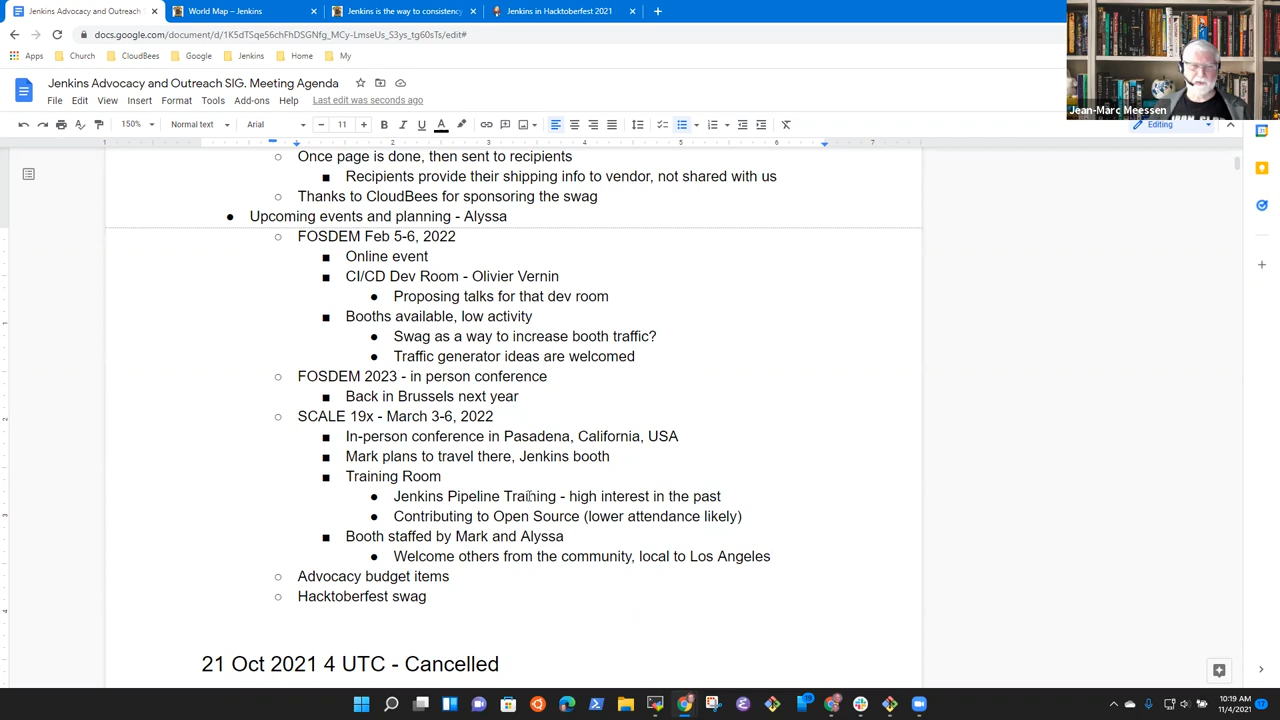 Jenkins Advocacy and Outreach S
World Map – Jenkins
Jenkins is the way to consistency
Jenkins in Hacktoberfest 2021
docs.google.com/document/d/1K5dTSqe56chFhDSGNfg_MCy-LmseUs_S3ys_tg60sTs/edit#
Apps
Church
CloudBees
Google
Jenkins
Home
My
Jenkins Advocacy and Outreach SIG. Meeting Agenda
File Edit View Insert Format Tools Add-ons Help Last edit was seconds ago
150% Normal text Arial 11
Editing
Jean-Marc Meessen
1 1 2 3 4 5 6 7
○ Once page is done, then sent to recipients
■ Recipients provide their shipping info to vendor, not shared with us
○ Thanks to CloudBees for sponsoring the swag
● Upcoming events and planning - Alyssa
○ FOSDEM Feb 5-6, 2022
■ Online event
■ CI/CD Dev Room - Olivier Vernin
● Proposing talks for that dev room
■ Booths available, low activity
● Swag as a way to increase booth traffic?
● Traffic generator ideas are welcomed
○ FOSDEM 2023 - in person conference
■ Back in Brussels next year
○ SCALE 19x - March 3-6, 2022
■ In-person conference in Pasadena, California, USA
■ Mark plans to travel there, Jenkins booth
■ Training Room
● Jenkins Pipeline Training - high interest in the past
● Contributing to Open Source (lower attendance likely)
■ Booth staffed by Mark and Alyssa
● Welcome others from the community, local to Los Angeles
○ Advocacy budget items
○ Hacktoberfest swag
21 Oct 2021 4 UTC - Cancelled
10:19 AM
11/4/2021